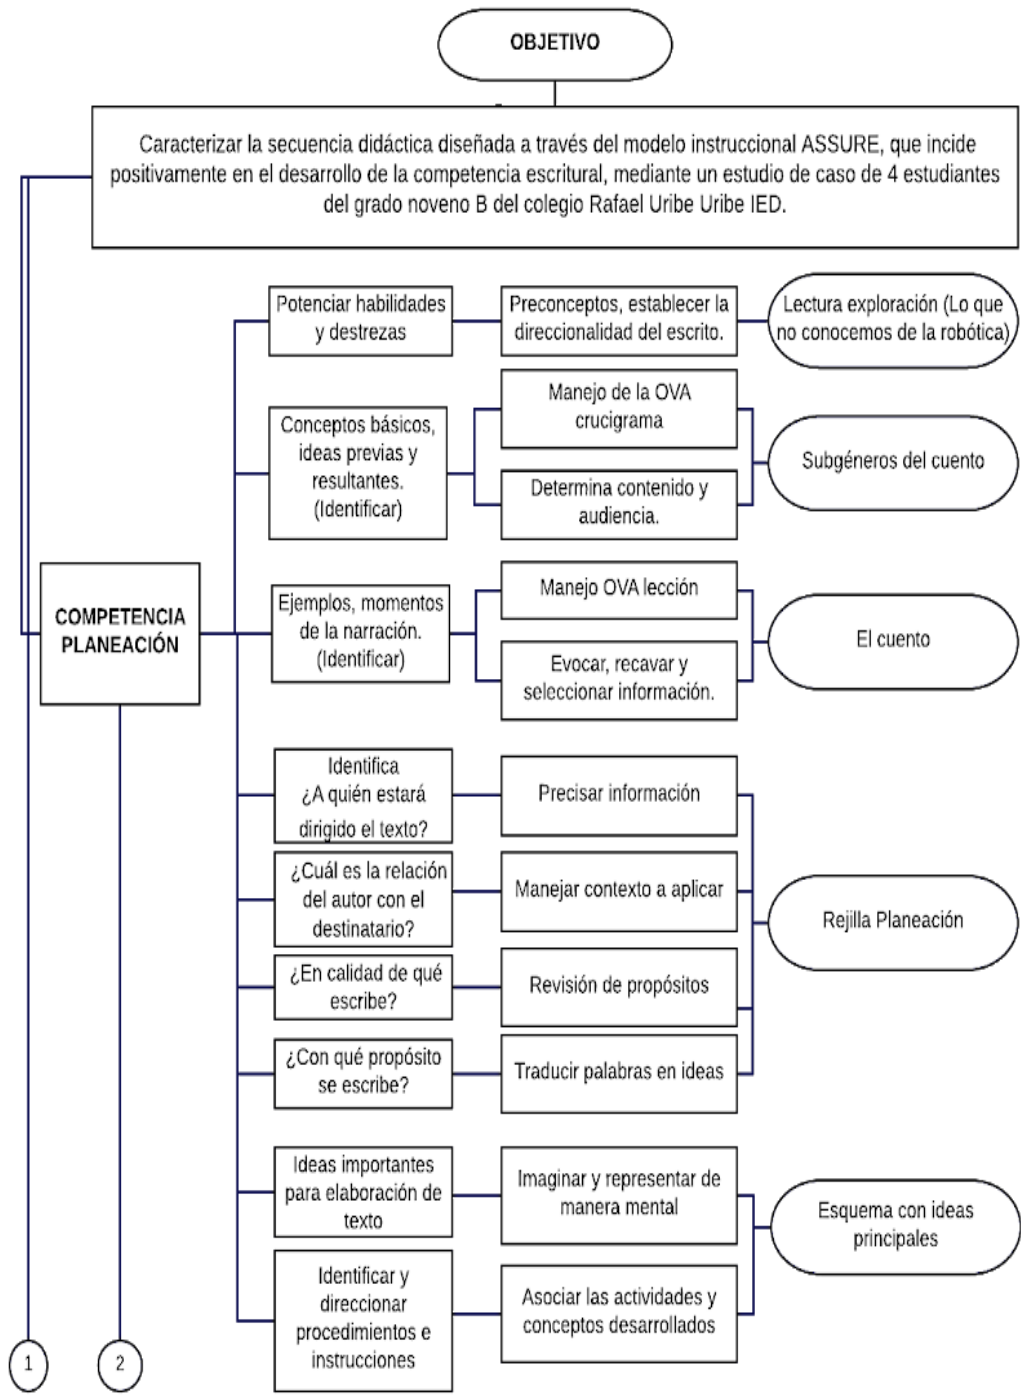 OBJETIVO
Caracterizar la secuencia didáctica diseñada a través del modelo instruccional ASSURE, que incide
positivamente en el desarrollo de la competencia escritural, mediante un estudio de caso de 4 estudiantes
del grado noveno B del colegio Rafael Uribe Uribe IED.
Potenciar habilidades
y destrezas
Preconceptos, establecer la
direccionalidad del escrito.
Lectura exploración (Lo que
no conocemos de la robótica)
Conceptos básicos,
ideas previas y
resultantes.
(Identificar)
Manejo de la OVA
crucigrama
Determina contenido y
audiencia.
Subgéneros del cuento
COMPETENCIA
PLANEACIÓN
Ejemplos, momentos
de la narración.
(Identificar)
Manejo OVA lección
Evocar, recavar y
seleccionar información.
El cuento
Identifica
¿A quién estará
dirigido el texto?
Precisar información
¿Cuál es la relación
del autor con el
destinatario?
Manejar contexto a aplicar
¿En calidad de qué
escribe?
Revisión de propósitos
¿Con qué propósito
se escribe?
Traducir palabras en ideas
Rejilla Planeación
Ideas importantes
para elaboración de
texto
Imaginar y representar de
manera mental
Identificar y
direccionar
procedimientos e
instrucciones
Asociar las actividades y
conceptos desarrollados
Esquema con ideas
principales
1
2